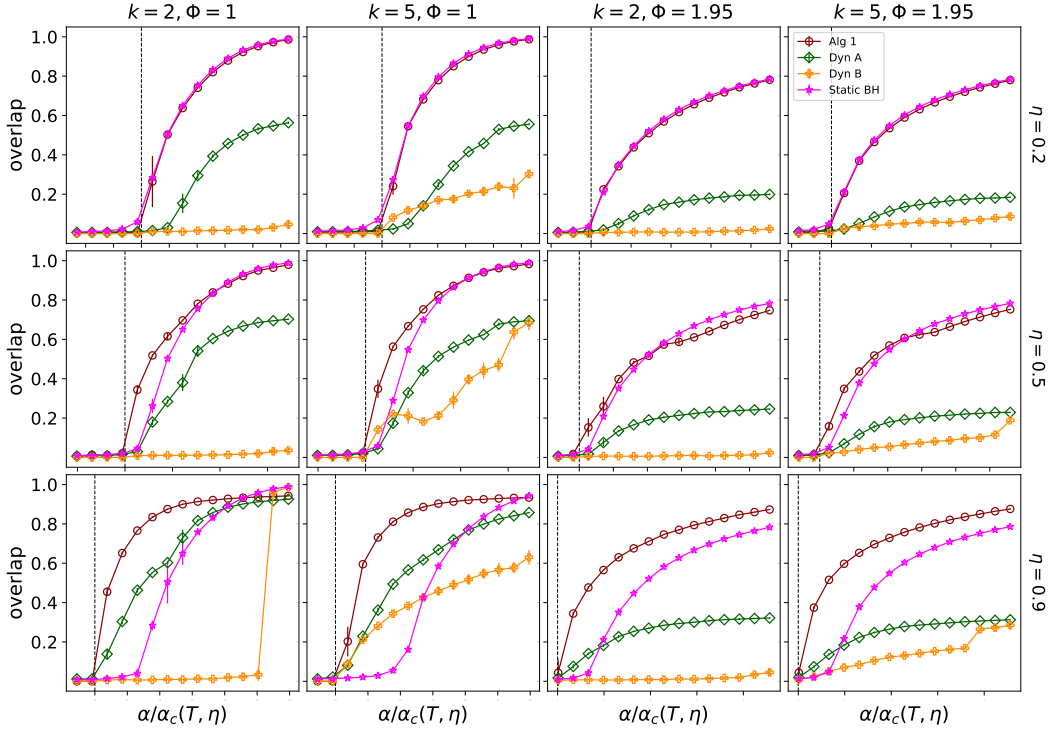 k = 2, Φ = 1
k = 5, Φ = 1
k = 2, Φ = 1.95
k = 5, Φ = 1.95
overlap
1.0
0.8
0.6
0.4
0.2
Alg 1
Dyn A
Dyn B
Static BH
η = 0.2
overlap
1.0
0.8
0.6
0.4
0.2
η = 0.5
overlap
1.0
0.8
0.6
0.4
0.2
η = 0.9
α/α_c(T, η)
α/α_c(T, η)
α/α_c(T, η)
α/α_c(T, η)